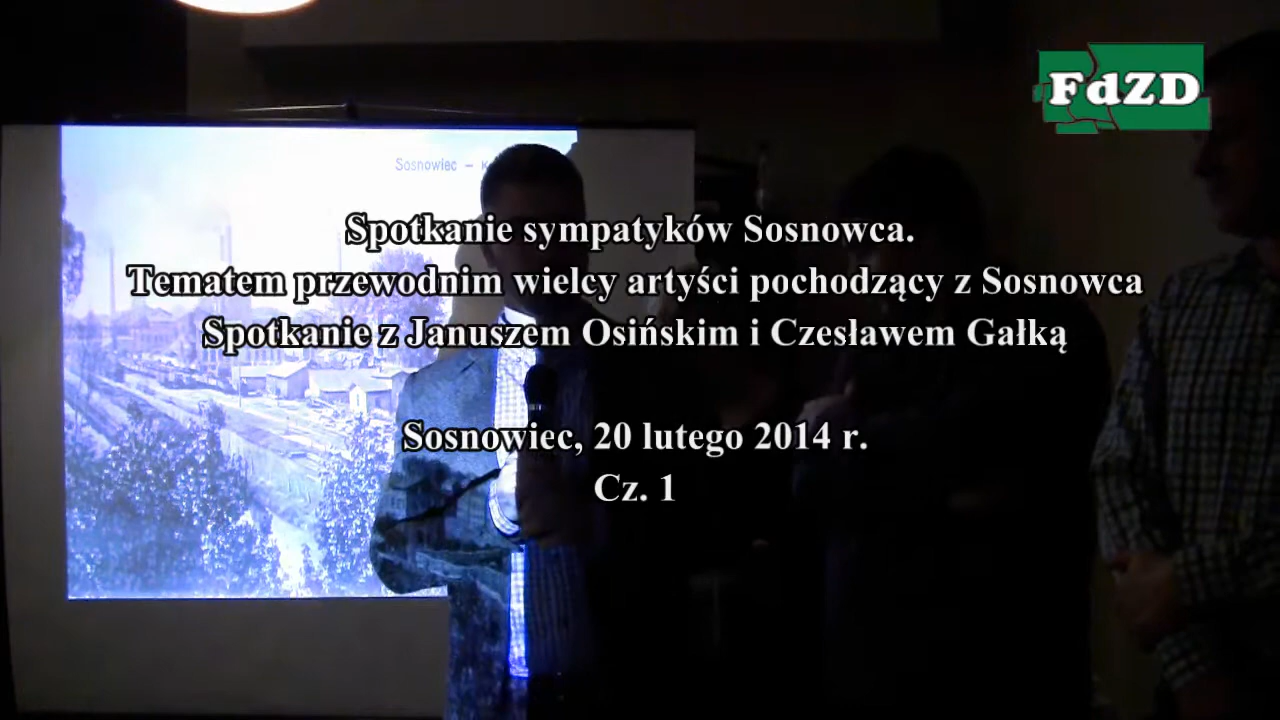 FdZD
Sosnowiec –
Spotkanie sympatyków Sosnowca.
Tematem przewodnim wielcy artyści pochodzący z Sosnowca
Spotkanie z Januszem Osińskim i Czesławem Gałką
Sosnowiec, 20 lutego 2014 r.
Cz. 1